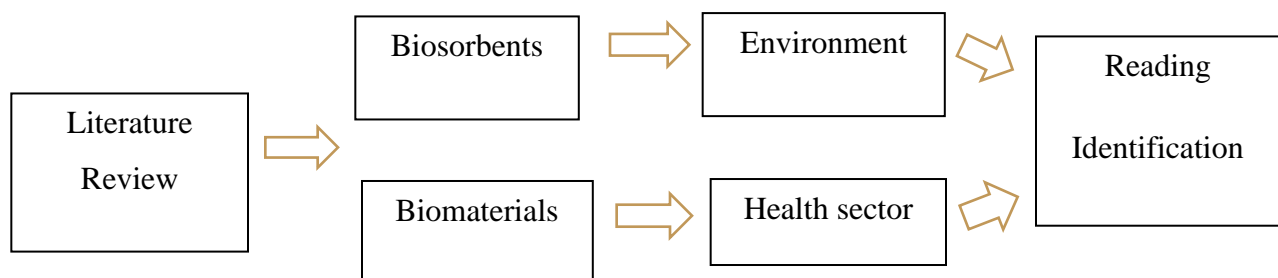 Literature
Review
Biosorbents
Environment
Biomaterials
Health sector
Reading
Identification